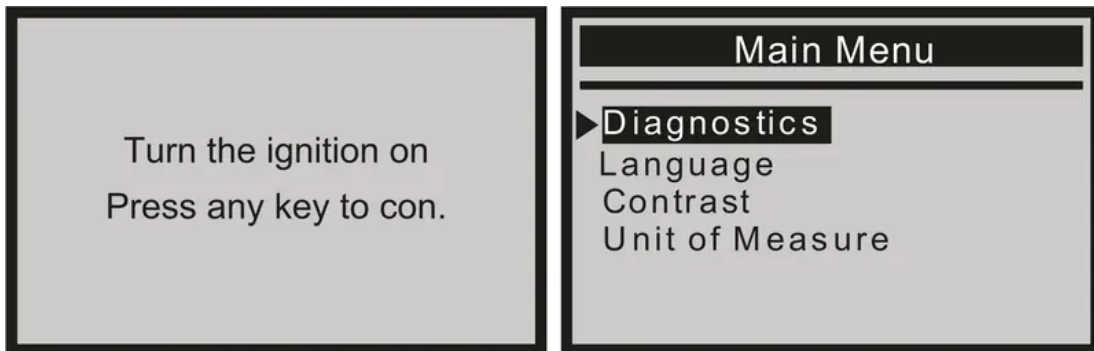 Turn the ignition on
Press any key to con.
Main Menu
Diagnostics
Language
Contrast
Unit of Measure